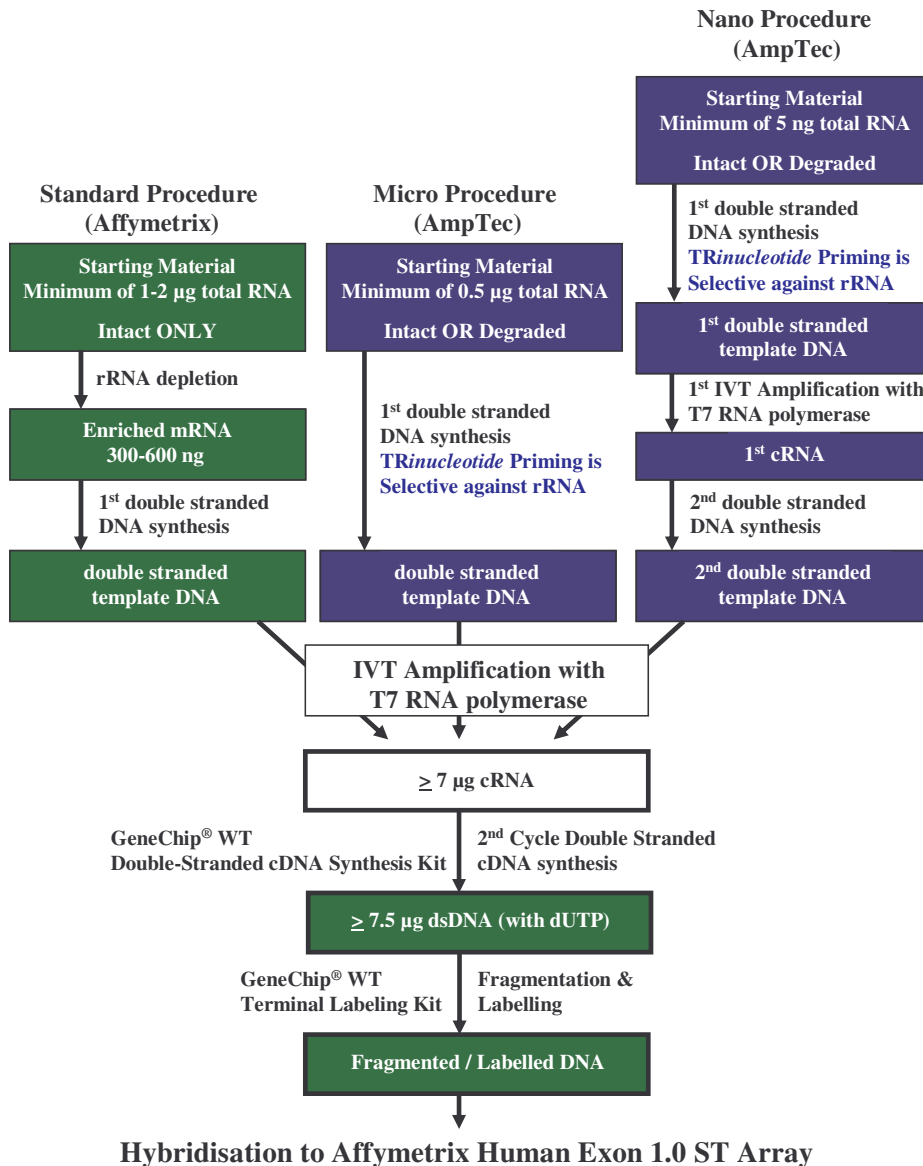 Nano Procedure
(AmpTec)
Starting Material
Minimum of 5 ng total RNA
Intact OR Degraded
1st double stranded
DNA synthesis
TRinucleotide Priming is
Selective against rRNA
1st double stranded
template DNA
1st IVT Amplification with
T7 RNA polymerase
1st cRNA
2nd double stranded
DNA synthesis
2nd double stranded
template DNA
Standard Procedure
(Affymetrix)
Starting Material
Minimum of 1-2 µg total RNA
Intact ONLY
rRNA depletion
Enriched mRNA
300-600 ng
1st double stranded
DNA synthesis
double stranded
template DNA
Micro Procedure
(AmpTec)
Starting Material
Minimum of 0.5 µg total RNA
Intact OR Degraded
1st double stranded
DNA synthesis
TRinucleotide Priming is
Selective against rRNA
double stranded
template DNA
IVT Amplification with
T7 RNA polymerase
≥ 7 µg cRNA
GeneChip® WT
Double-Stranded cDNA Synthesis Kit
2nd Cycle Double Stranded
cDNA synthesis
≥ 7.5 µg dsDNA (with dUTP)
GeneChip® WT
Terminal Labeling Kit
Fragmentation &
Labelling
Fragmented / Labelled DNA
Hybridisation to Affymetrix Human Exon 1.0 ST Array